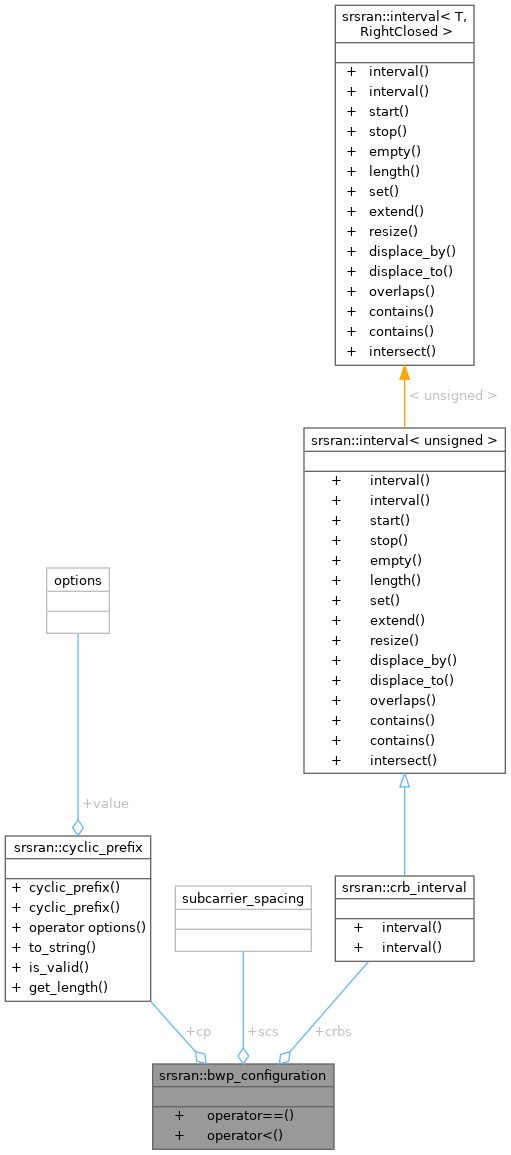 srsran::interval< T,
RightClosed >
+ interval()
+ interval()
+ start()
+ stop()
+ empty()
+ length()
+ set()
+ extend()
+ resize()
+ displace_by()
+ displace_to()
+ overlaps()
+ contains()
+ contains()
+ intersect()
< unsigned >
srsran::interval< unsigned >
+ interval()
+ interval()
+ start()
+ stop()
+ empty()
+ length()
+ set()
+ extend()
+ resize()
+ displace_by()
+ displace_to()
+ overlaps()
+ contains()
+ contains()
+ intersect()
options
+value
srsran::cyclic_prefix
+ cyclic_prefix()
+ cyclic_prefix()
+ operator options()
+ to_string()
+ is_valid()
+ get_length()
subcarrier_spacing
srsran::crb_interval
+ interval()
+ interval()
+cp
+scs
+crbs
srsran::bwp_configuration
+ operator==()
+ operator<()